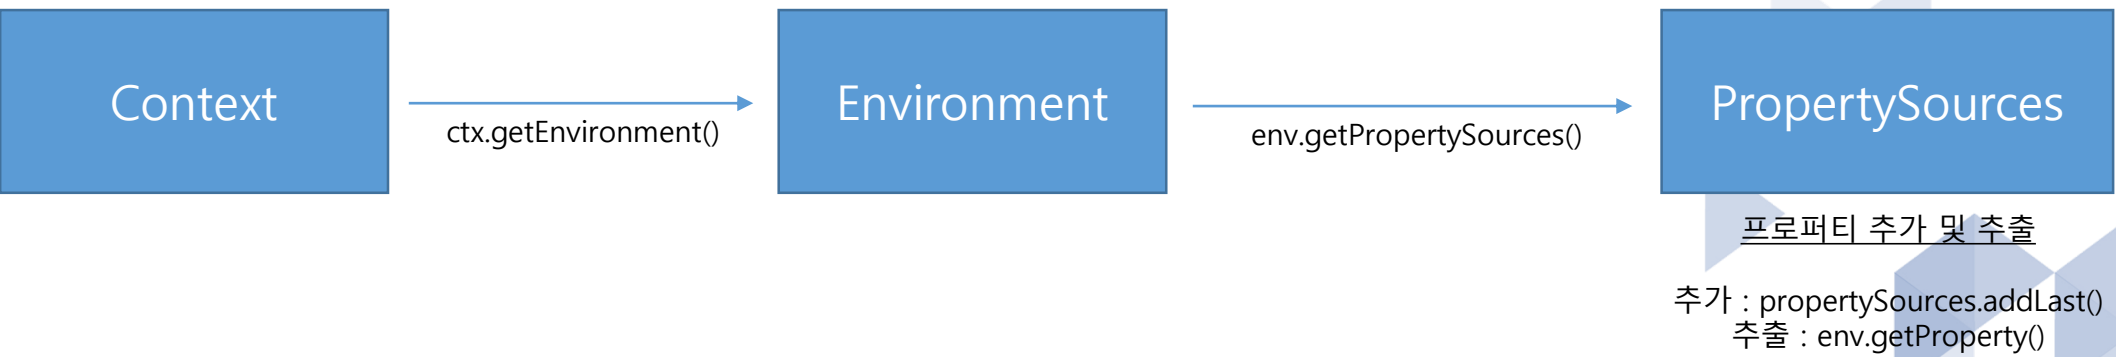 Context
ctx.getEnvironment()
Environment
env.getPropertySources()
PropertySources
프로퍼티 추가 및 추출
추가 : propertySources.addLast()
추출 : env.getProperty()